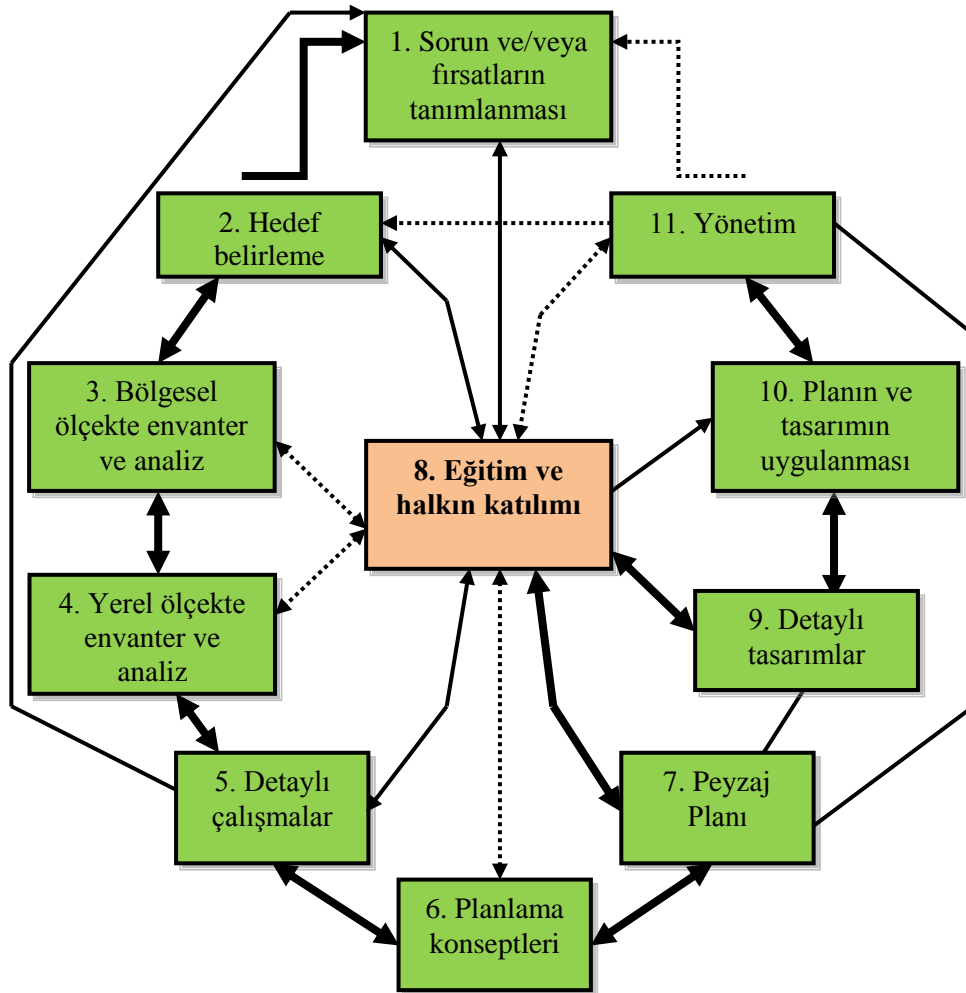 1. Sorun ve/veya
fırsatların
tanımlanması
2. Hedef
belirleme
11. Yönetim
3. Bölgesel
ölçekte envanter
ve analiz
10. Planın ve
tasarımın
uygulanması
8. Eğitim ve
halkın katılımı
4. Yerel ölçekte
envanter ve
analiz
9. Detaylı
tasarımlar
5. Detaylı
çalışmalar
7. Peyzaj
Planı
6. Planlama
konseptleri